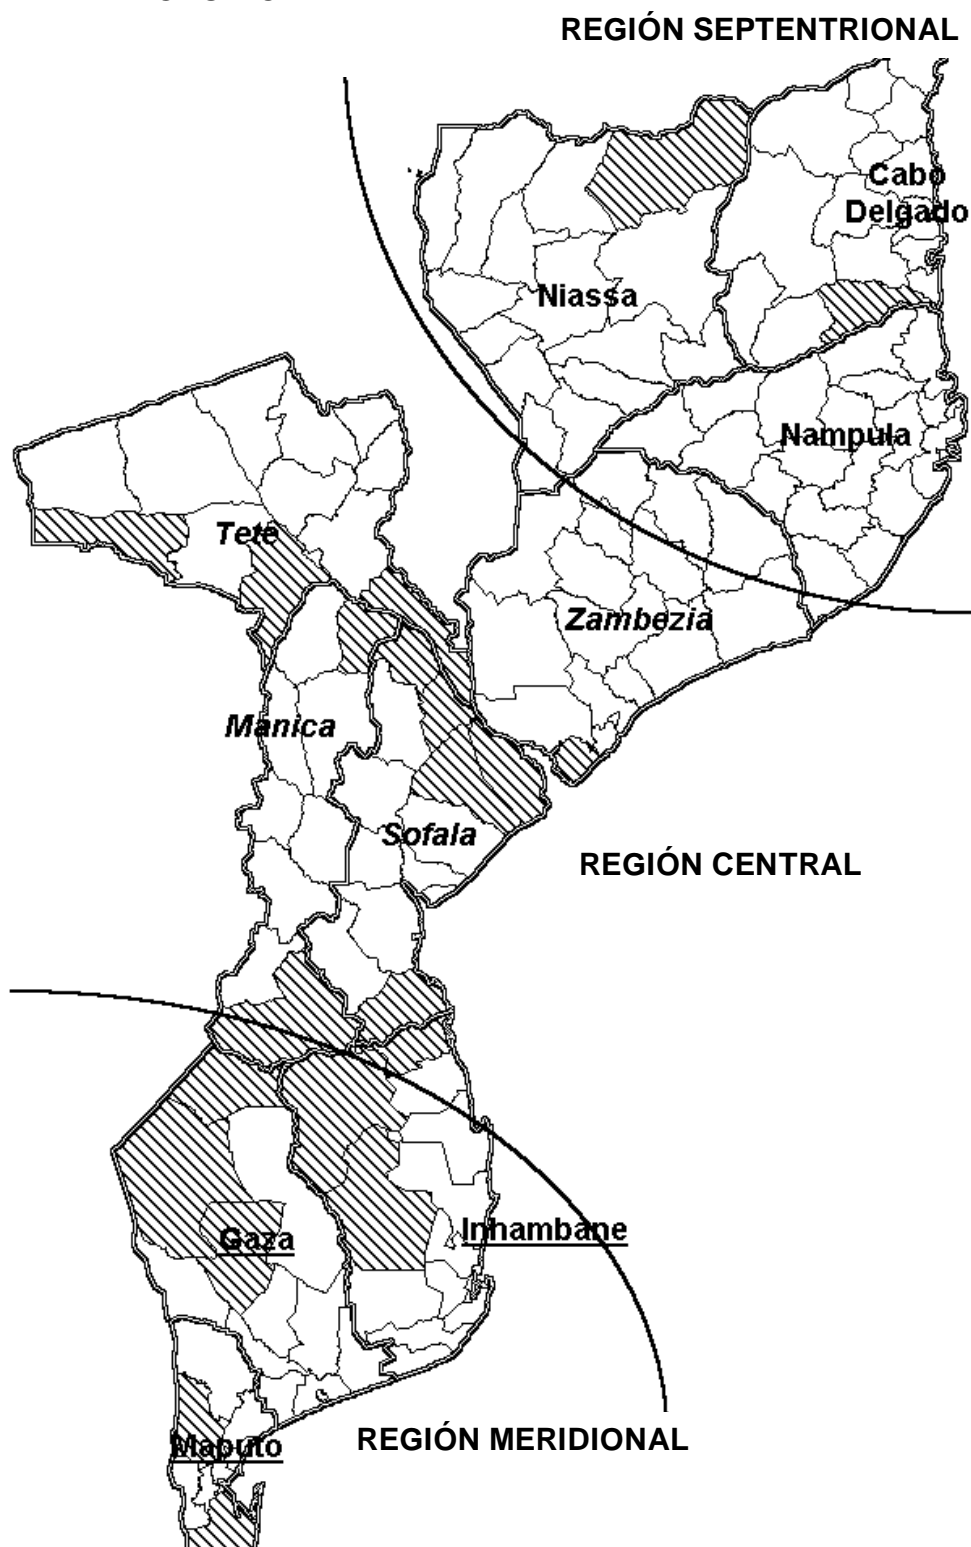 REGIÓN SEPTENTRIONAL
Cabo
Delgado
Niassa
Nampula
Tete
Zambezia
Manica
Sofala
REGIÓN CENTRAL
Inhambane
Gaza
REGIÓN MERIDIONAL
Maputo